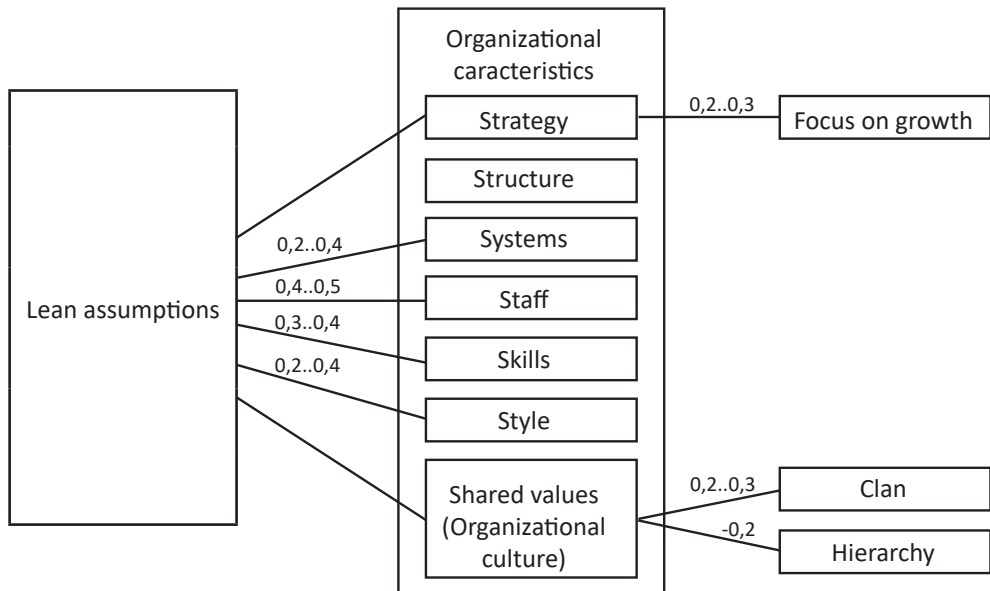 Organizational
caracteristics
Strategy
0,2..0,3
Focus on growth
Structure
0,2..0,4
Systems
Lean assumptions
0,4..0,5
Staff
0,3..0,4
Skills
0,2..0,4
Style
Shared values
(Organizational
culture)
0,2..0,3
Clan
-0,2
Hierarchy